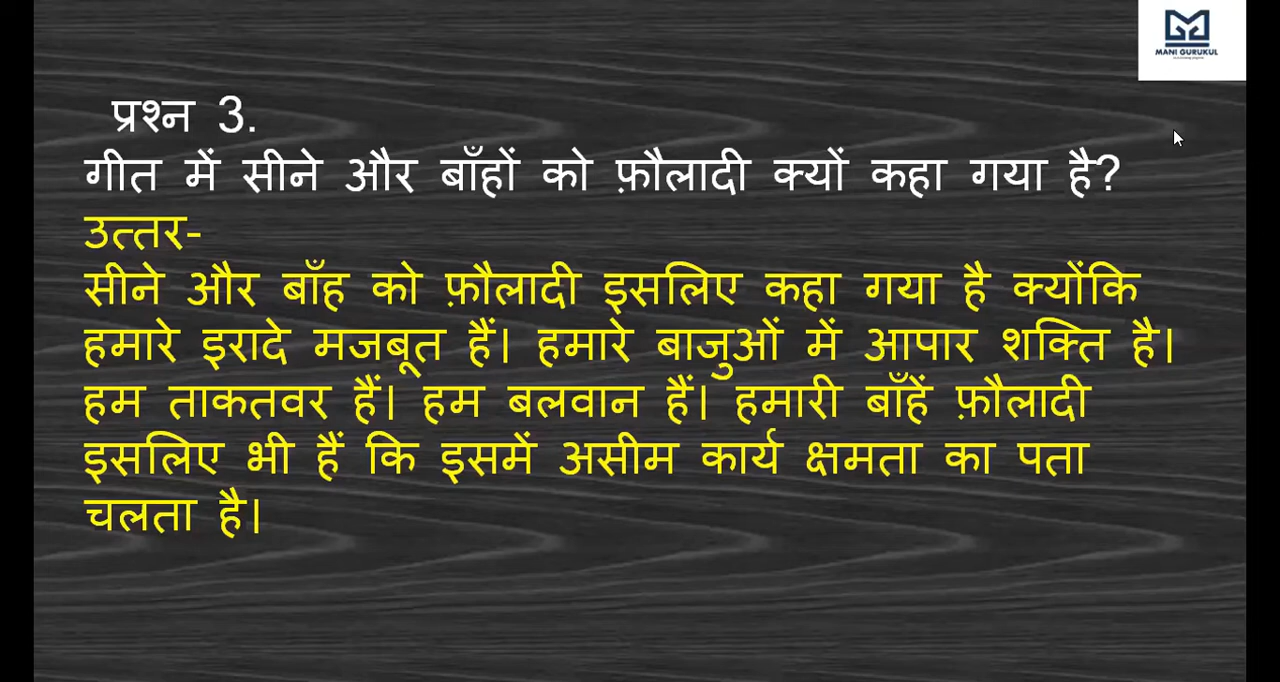 MANI GURUKUL
प्रश्न 3.
गीत में सीने और बाँहों को फ़ौलादी क्यों कहा गया है?
उत्तर-
सीने और बाँह को फ़ौलादी इसलिए कहा गया है क्योंकि
हमारे इरादे मजबूत हैं। हमारे बाजुओं में आपार शक्ति है।
हम ताकतवर हैं। हम बलवान हैं। हमारी बाँहें फ़ौलादी
इसलिए भी हैं कि इसमें असीम कार्य क्षमता का पता
चलता है।